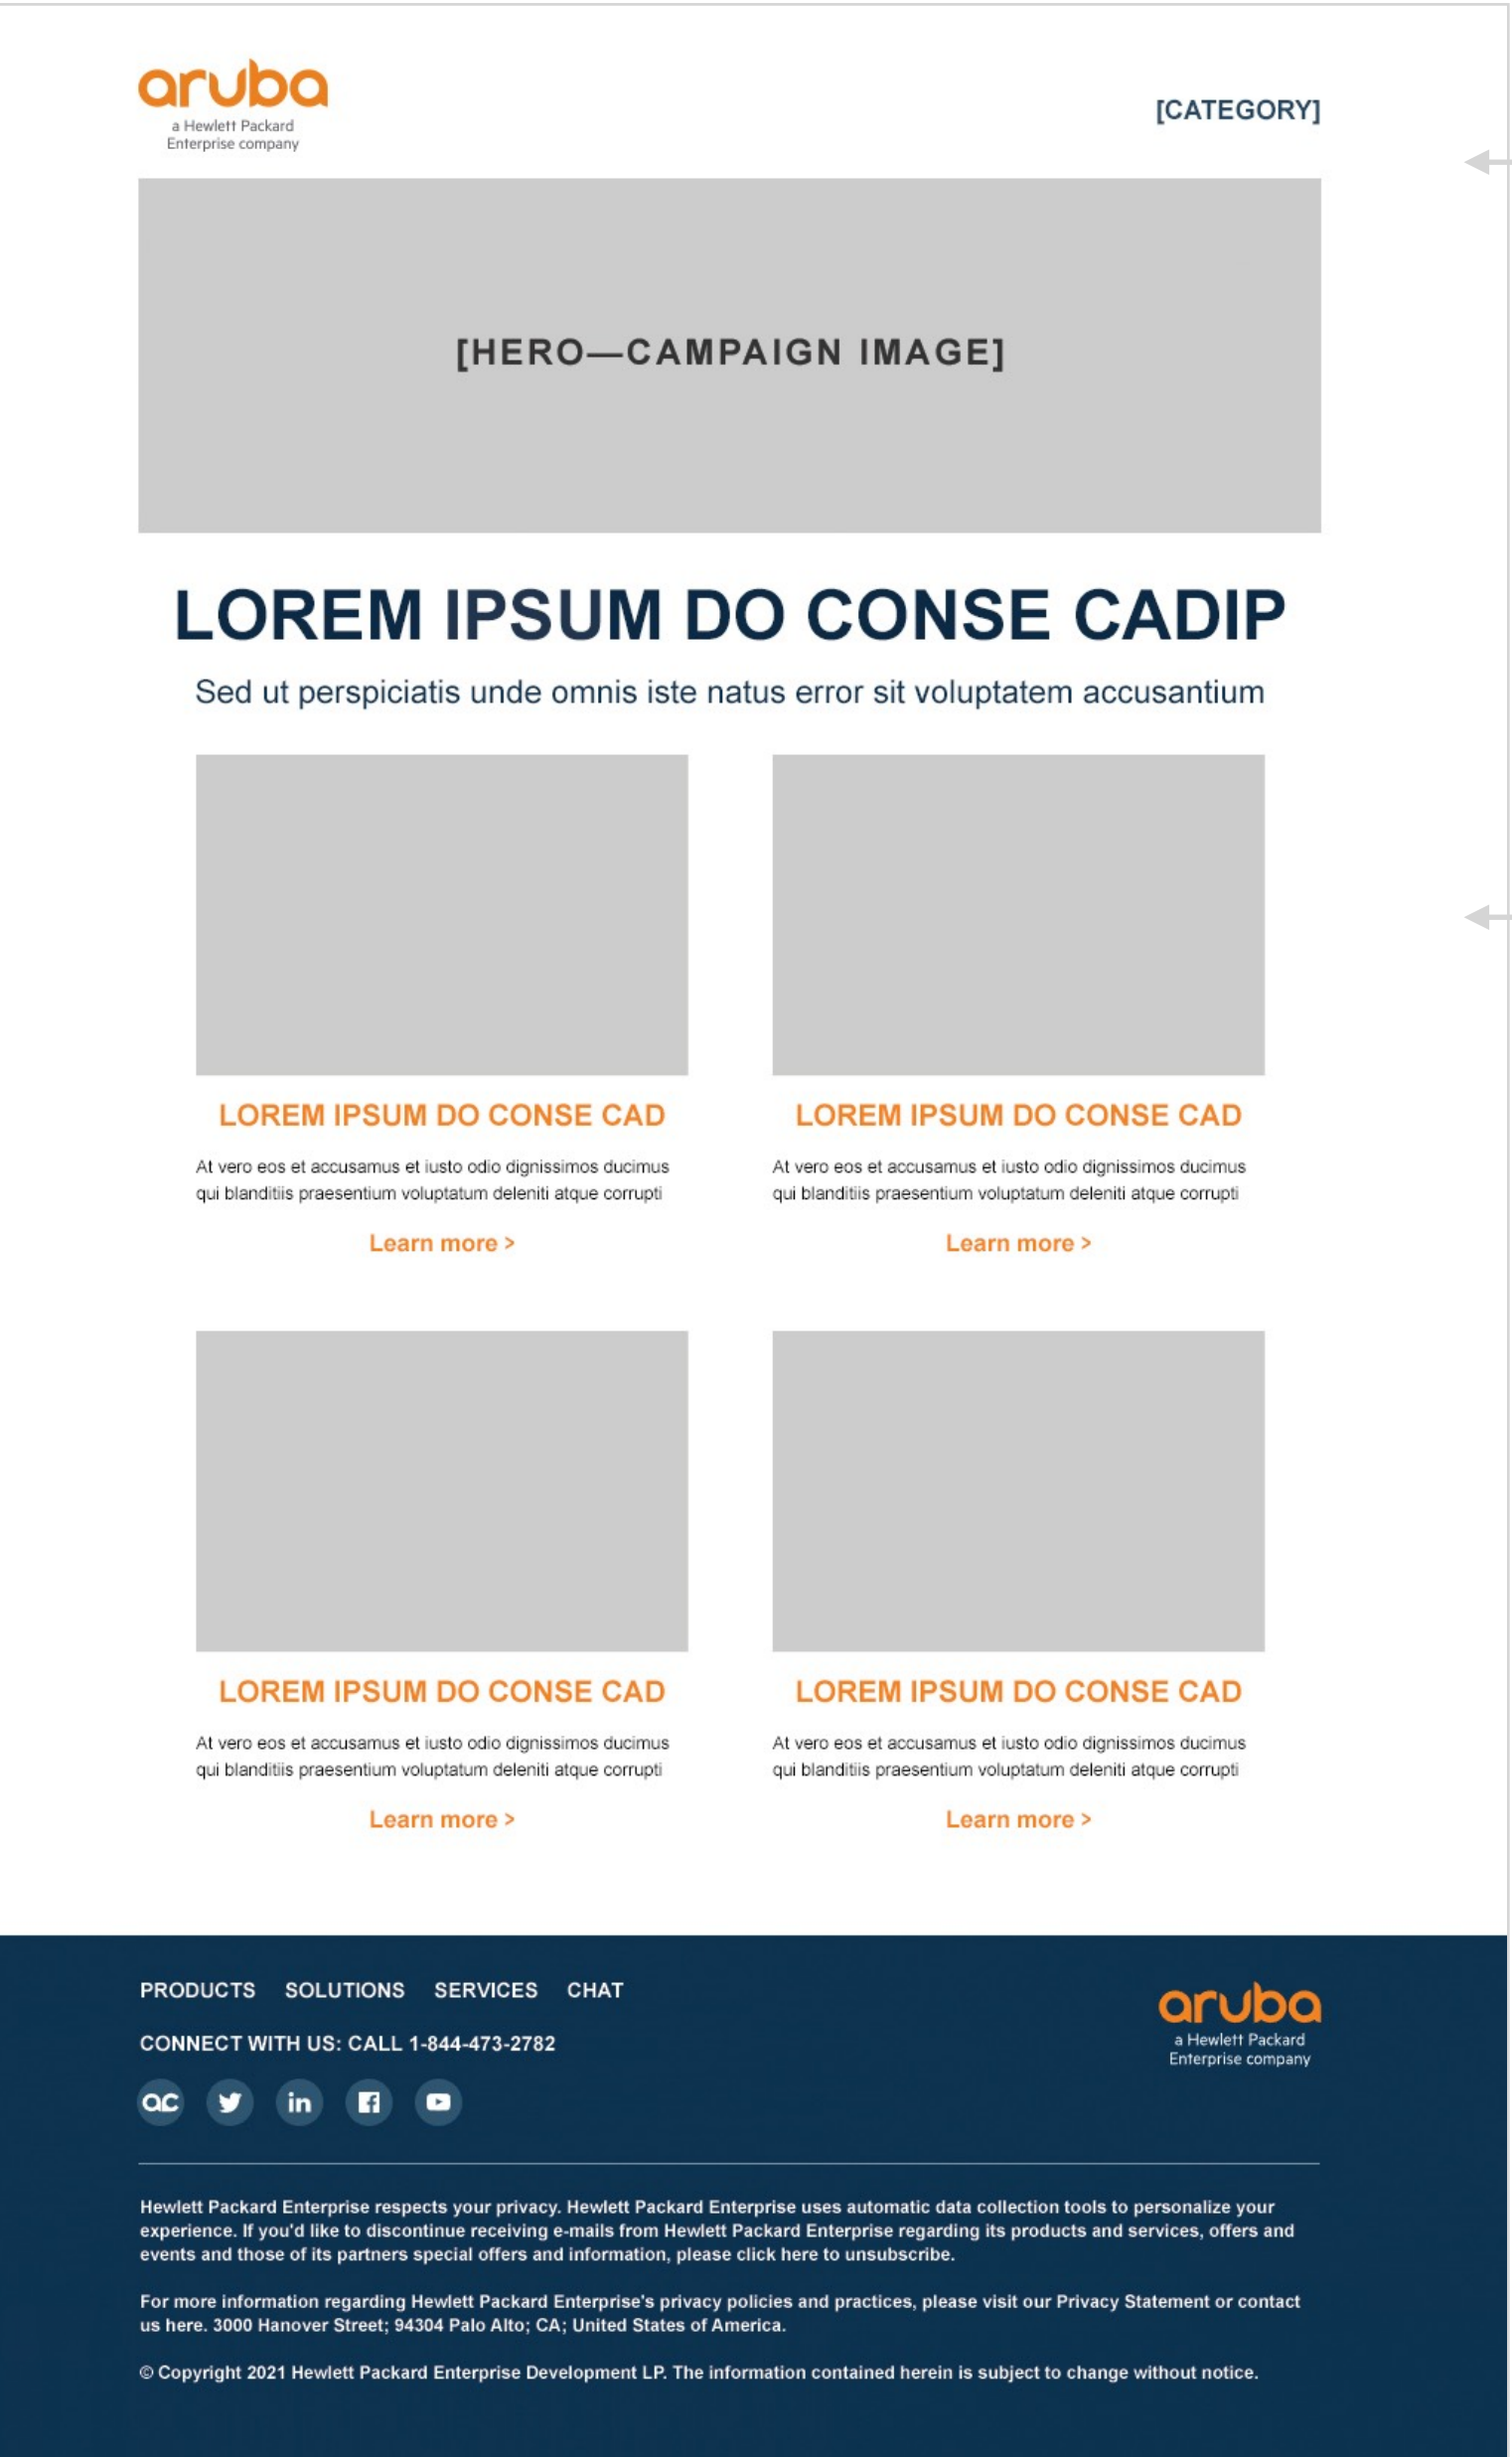 aruba
a Hewlett Packard
Enterprise company
[CATEGORY]
[HERO—CAMPAIGN IMAGE]
LOREM IPSUM DO CONSE CADIP
Sed ut perspiciatis unde omnis iste natus error sit voluptatem accusantium
LOREM IPSUM DO CONSE CAD
At vero eos et accusamus et iusto odio dignissimos ducimus
qui blanditiis praesentium voluptatum deleniti atque corrupti
Learn more >
LOREM IPSUM DO CONSE CAD
At vero eos et accusamus et iusto odio dignissimos ducimus
qui blanditiis praesentium voluptatum deleniti atque corrupti
Learn more >
LOREM IPSUM DO CONSE CAD
At vero eos et accusamus et iusto odio dignissimos ducimus
qui blanditiis praesentium voluptatum deleniti atque corrupti
Learn more >
LOREM IPSUM DO CONSE CAD
At vero eos et accusamus et iusto odio dignissimos ducimus
qui blanditiis praesentium voluptatum deleniti atque corrupti
Learn more >
PRODUCTS SOLUTIONS SERVICES CHAT
CONNECT WITH US: CALL 1-844-473-2782
ac in f
aruba
a Hewlett Packard
Enterprise company
Hewlett Packard Enterprise respects your privacy. Hewlett Packard Enterprise uses automatic data collection tools to personalize your
experience. If you'd like to discontinue receiving e-mails from Hewlett Packard Enterprise regarding its products and services, offers and
events and those of its partners special offers and information, please click here to unsubscribe.
For more information regarding Hewlett Packard Enterprise's privacy policies and practices, please visit our Privacy Statement or contact
us here. 3000 Hanover Street; 94304 Palo Alto; CA; United States of America.
© Copyright 2021 Hewlett Packard Enterprise Development LP. The information contained herein is subject to change without notice.